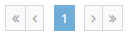 « ‹ 1 › »